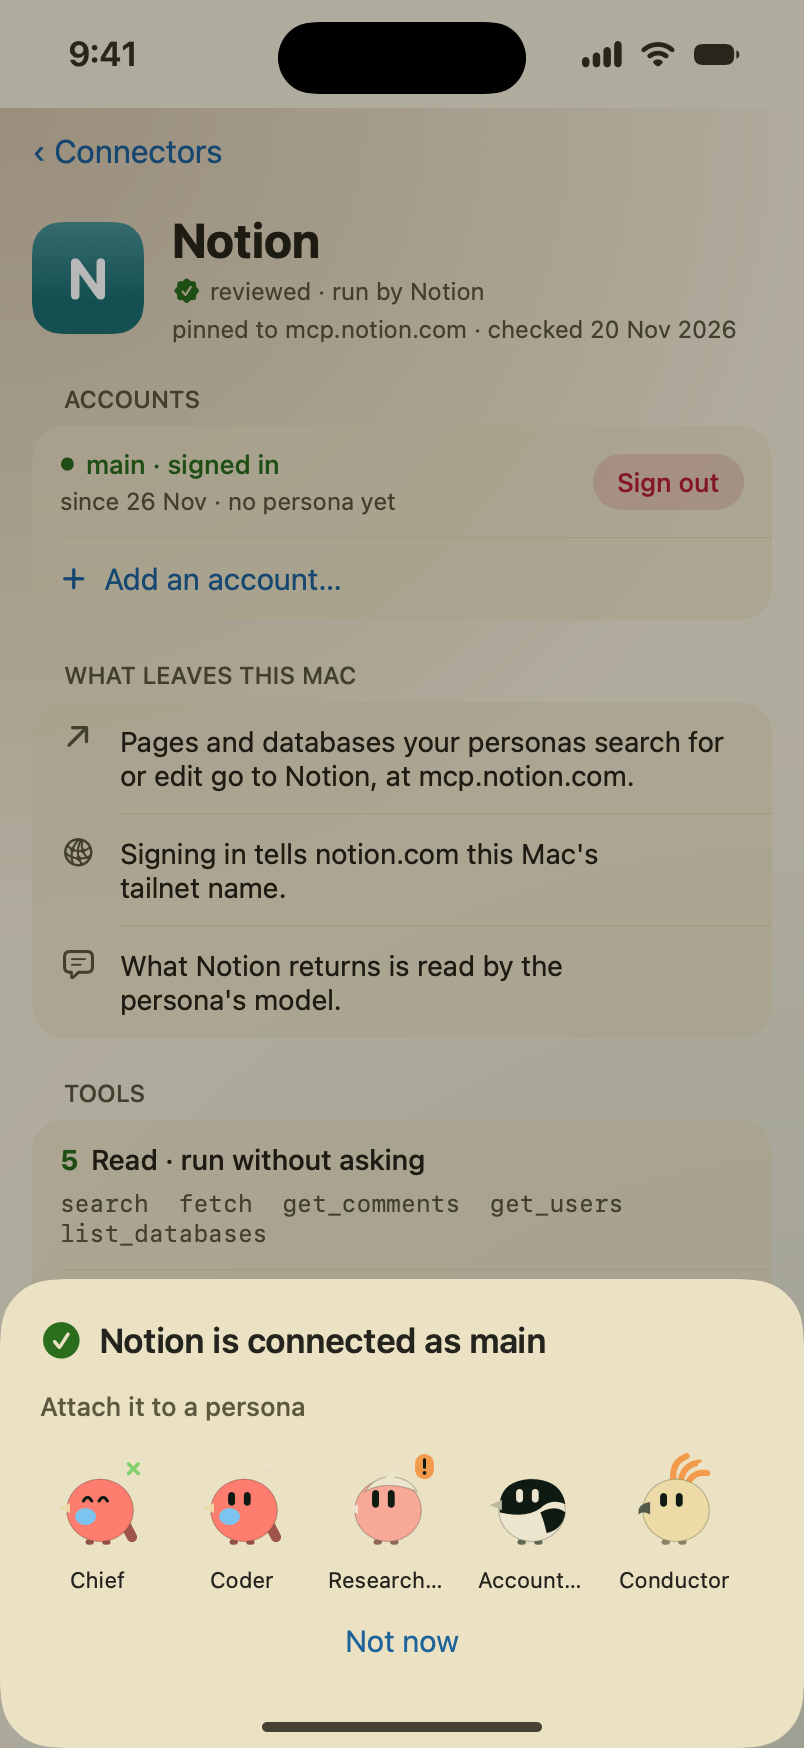 9:41
‹ Connectors
N
Notion
reviewed · run by Notion
pinned to mcp.notion.com · checked 20 Nov 2026
ACCOUNTS
main · signed in
since 26 Nov · no persona yet
Sign out
+ Add an account...
WHAT LEAVES THIS MAC
Pages and databases your personas search for
or edit go to Notion, at mcp.notion.com.
Signing in tells notion.com this Mac's
tailnet name.
What Notion returns is read by the
persona's model.
TOOLS
5 Read · run without asking
search fetch get_comments get_users
list_databases
Notion is connected as main
Attach it to a persona
Chief
Coder
Research...
Account...
Conductor
Not now